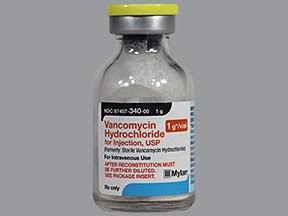 NDC 67457-340-00 1 g
Vancomycin
Hydrochloride 1 g*/vial
for Injection, USP
(Formerly: Sterile Vancomycin Hydrochloride)
For Intravenous Use
AFTER RECONSTITUTION MUST
BE FURTHER DILUTED.
SEE PACKAGE INSERT.
Rx only
Mylan